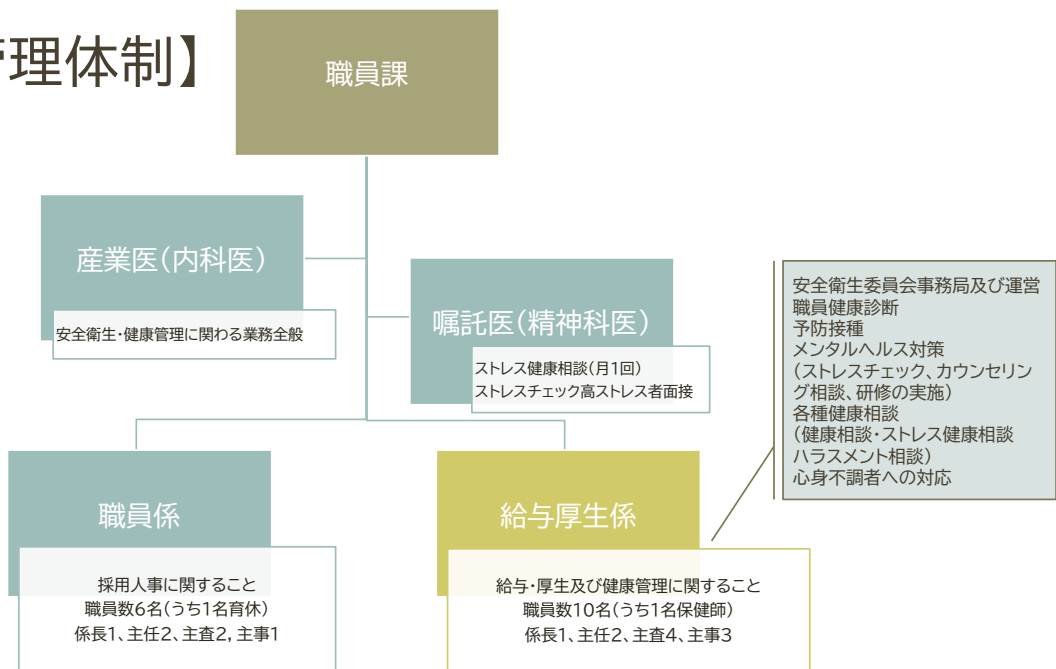 理体制】
職員課
産業医(内科医)
安全衛生・健康管理に関わる業務全般
嘱託医(精神科医)
ストレス健康相談(月1回)
ストレスチェック高ストレス者面接
安全衛生委員会事務局及び運営
職員健康診断
予防接種
メンタルヘルス対策
(ストレスチェック、カウンセリン
グ相談、研修の実施)
各種健康相談
(健康相談・ストレス健康相談
ハラスメント相談)
心身不調者への対応
職員係
採用人事に関すること
職員数6名(うち1名育休)
係長1、主任2、主査2, 主事1
給与厚生係
給与・厚生及び健康管理に関すること
職員数10名(うち1名保健師)
係長1、主任2、主査4、主事3